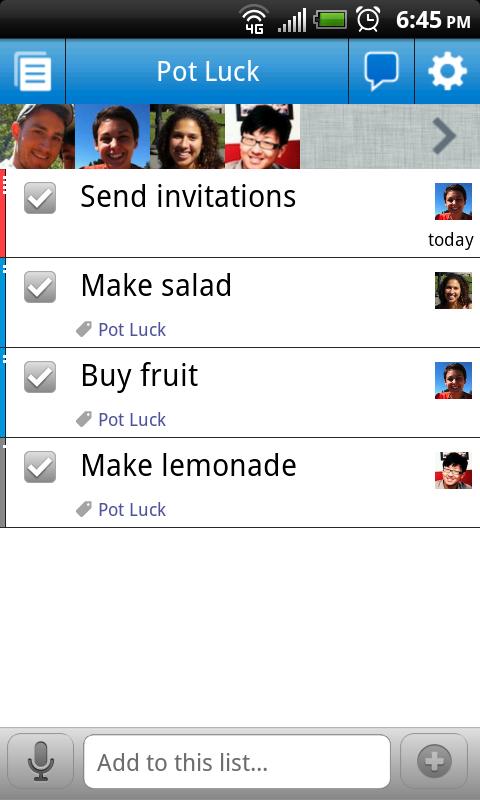 4G
6:45 PM
Pot Luck
Send invitations
today
Make salad
Pot Luck
Buy fruit
Pot Luck
Make lemonade
Pot Luck
Add to this list...